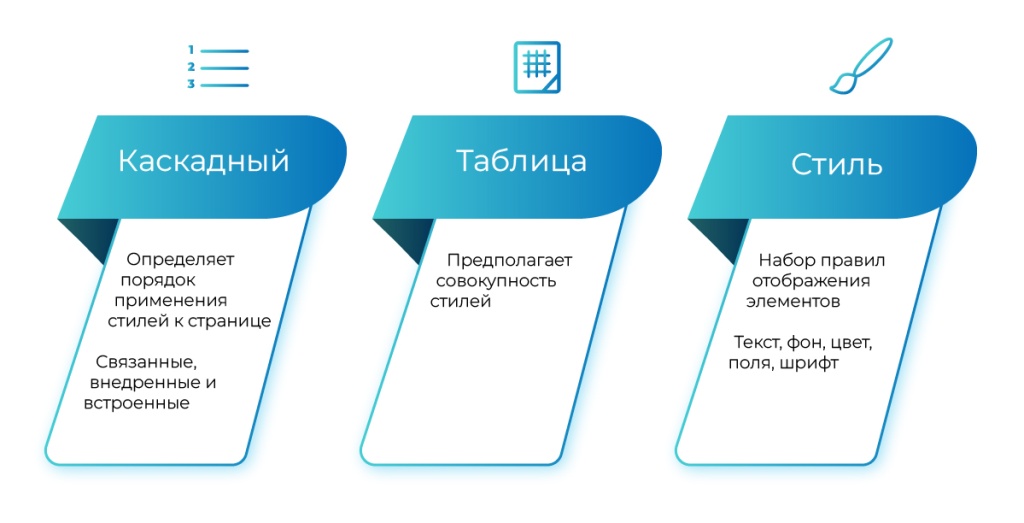 1
2
3
Каскадный
Определяет
порядок
применения
стилей к странице
Связанные,
внедренные и
встроенные
Таблица
Предполагает
совокупность
стилей
Стиль
Набор правил
отображения
элементов
Текст, фон, цвет,
поля, шрифт